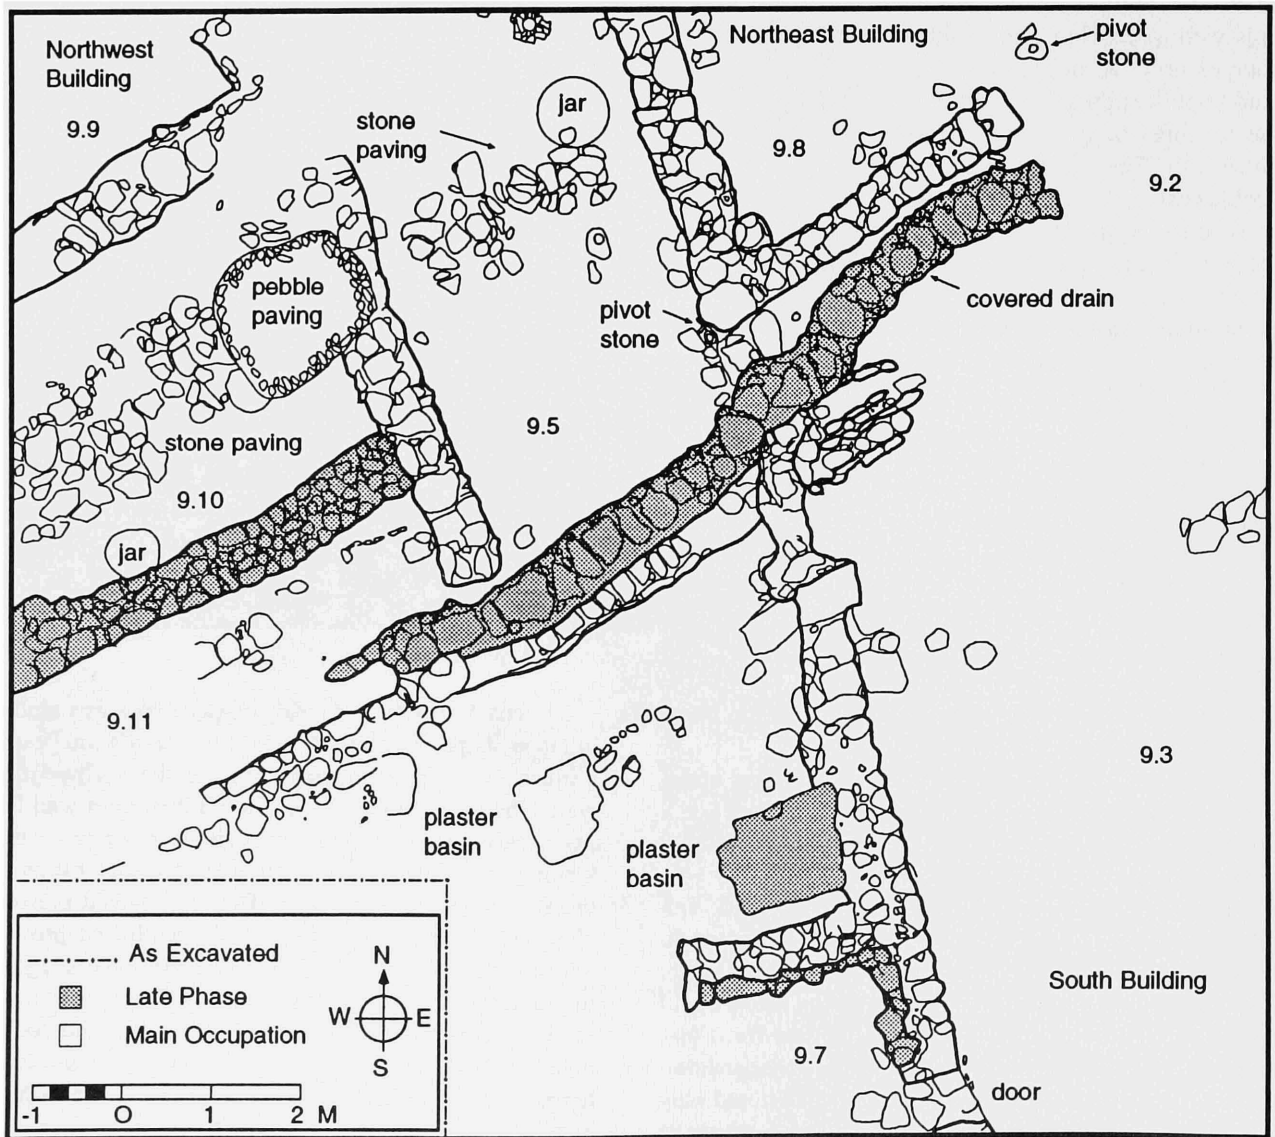 Northwest
Building
9.9
stone
paving
jar
Northeast Building
pivot
stone
9.8
9.2
pebble
paving
pivot
stone
covered drain
stone paving
9.5
9.10
jar
9.11
9.3
plaster
basin
plaster
basin
South Building
9.7
door
As Excavated
Late Phase
Main Occupation
N
W E
S
-1 0 1 2 M